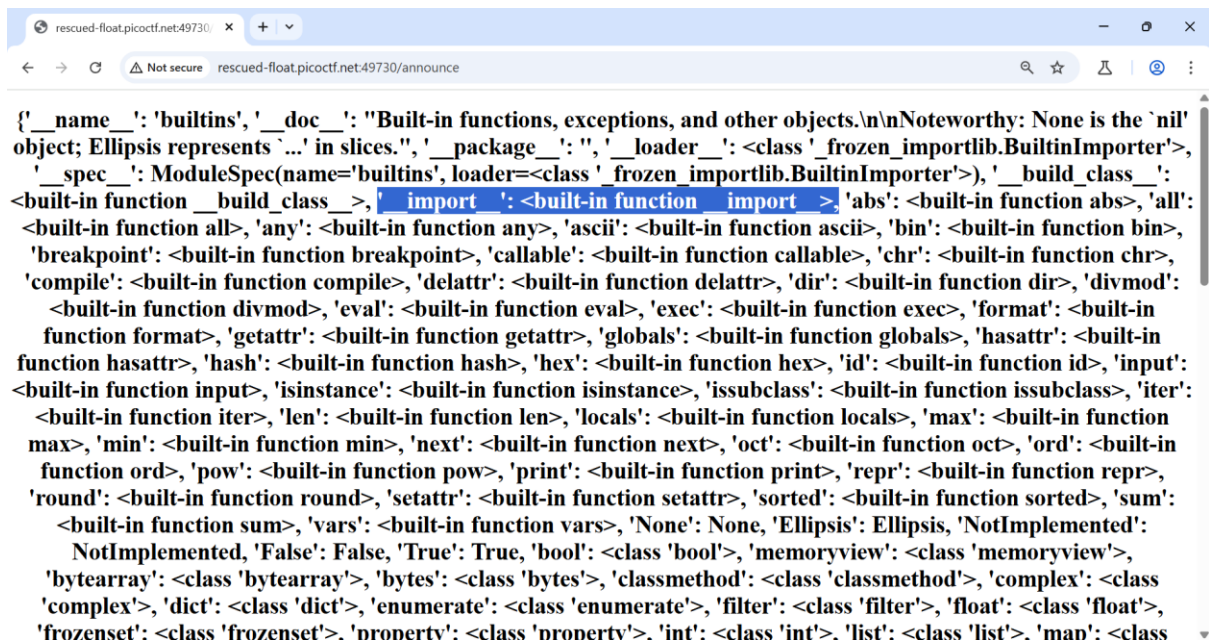 rescued-float.picoctf.net:49730/
Not secure rescued-float.picoctf.net:49730/announce
{'__name__': 'builtins', '__doc__': "Built-in functions, exceptions, and other objects.\n\nNoteworthy: None is the `nil'
object; Ellipsis represents `...' in slices.", '__package__': '', '__loader__': <class '_frozen_importlib.BuiltinImporter'>,
'__spec__': ModuleSpec(name='builtins', loader=<class '_frozen_importlib.BuiltinImporter'>), '__build_class__':
<built-in function __build_class__>, '__import__': <built-in function __import__>, 'abs': <built-in function abs>, 'all':
<built-in function all>, 'any': <built-in function any>, 'ascii': <built-in function ascii>, 'bin': <built-in function bin>,
'breakpoint': <built-in function breakpoint>, 'callable': <built-in function callable>, 'chr': <built-in function chr>,
'compile': <built-in function compile>, 'delattr': <built-in function delattr>, 'dir': <built-in function dir>, 'divmod':
<built-in function divmod>, 'eval': <built-in function eval>, 'exec': <built-in function exec>, 'format': <built-in
function format>, 'getattr': <built-in function getattr>, 'globals': <built-in function globals>, 'hasattr': <built-in
function hasattr>, 'hash': <built-in function hash>, 'hex': <built-in function hex>, 'id': <built-in function id>, 'input':
<built-in function input>, 'isinstance': <built-in function isinstance>, 'issubclass': <built-in function issubclass>, 'iter':
<built-in function iter>, 'len': <built-in function len>, 'locals': <built-in function locals>, 'max': <built-in function
max>, 'min': <built-in function min>, 'next': <built-in function next>, 'oct': <built-in function oct>, 'ord': <built-in
function ord>, 'pow': <built-in function pow>, 'print': <built-in function print>, 'repr': <built-in function repr>,
'round': <built-in function round>, 'setattr': <built-in function setattr>, 'sorted': <built-in function sorted>, 'sum':
<built-in function sum>, 'vars': <built-in function vars>, 'None': None, 'Ellipsis': Ellipsis, 'NotImplemented':
NotImplemented, 'False': False, 'True': True, 'bool': <class 'bool'>, 'memoryview': <class 'memoryview'>,
'bytearray': <class 'bytearray'>, 'bytes': <class 'bytes'>, 'classmethod': <class 'classmethod'>, 'complex': <class
'complex'>, 'dict': <class 'dict'>, 'enumerate': <class 'enumerate'>, 'filter': <class 'filter'>, 'float': <class 'float'>,
'frozenset': <class 'frozenset'>, 'property': <class 'property'>, 'int': <class 'int'>, 'list': <class 'list'>, 'map': <class